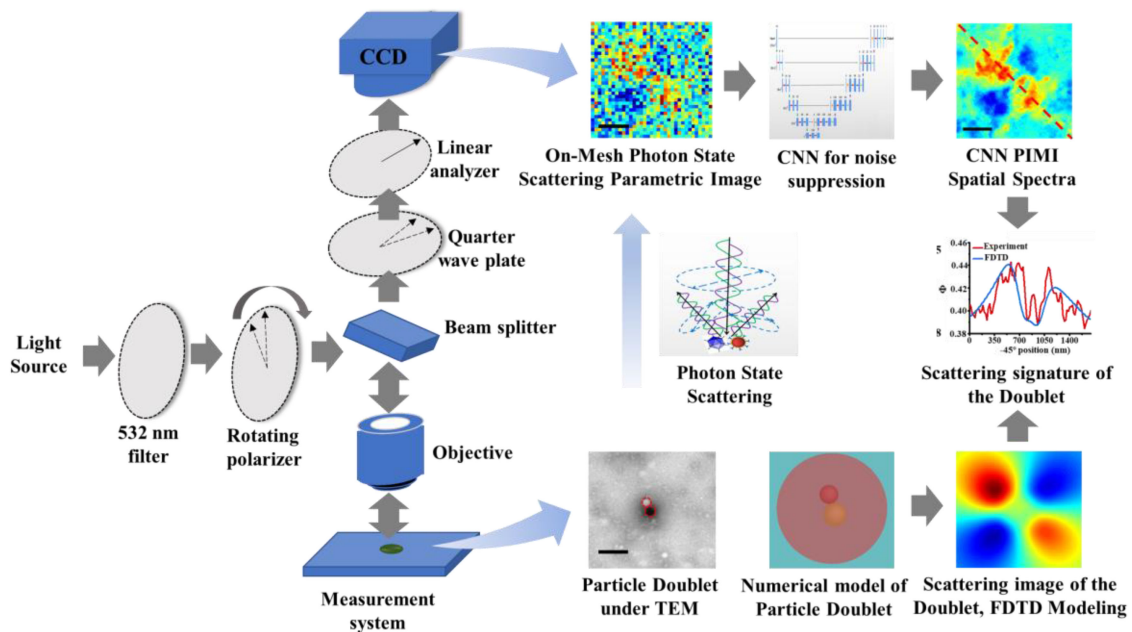 CCD
Linear
analyzer
Quarter
wave plate
Beam splitter
Light
Source
532 nm
filter
Rotating
polarizer
Objective
Measurement
system
On-Mesh Photon State
Scattering Parametric Image
CNN for noise
suppression
CNN PIMI
Spatial Spectra
Photon State
Scattering
5
0.46
0.44
0.42
0.40
0.38
Φ
8
Experiment
FDTD
0 350 700 1050 1400
-45° position (nm)
Scattering signature of
the Doublet
Particle Doublet
under TEM
Numerical model of
Particle Doublet
Scattering image of the
Doublet, FDTD Modeling